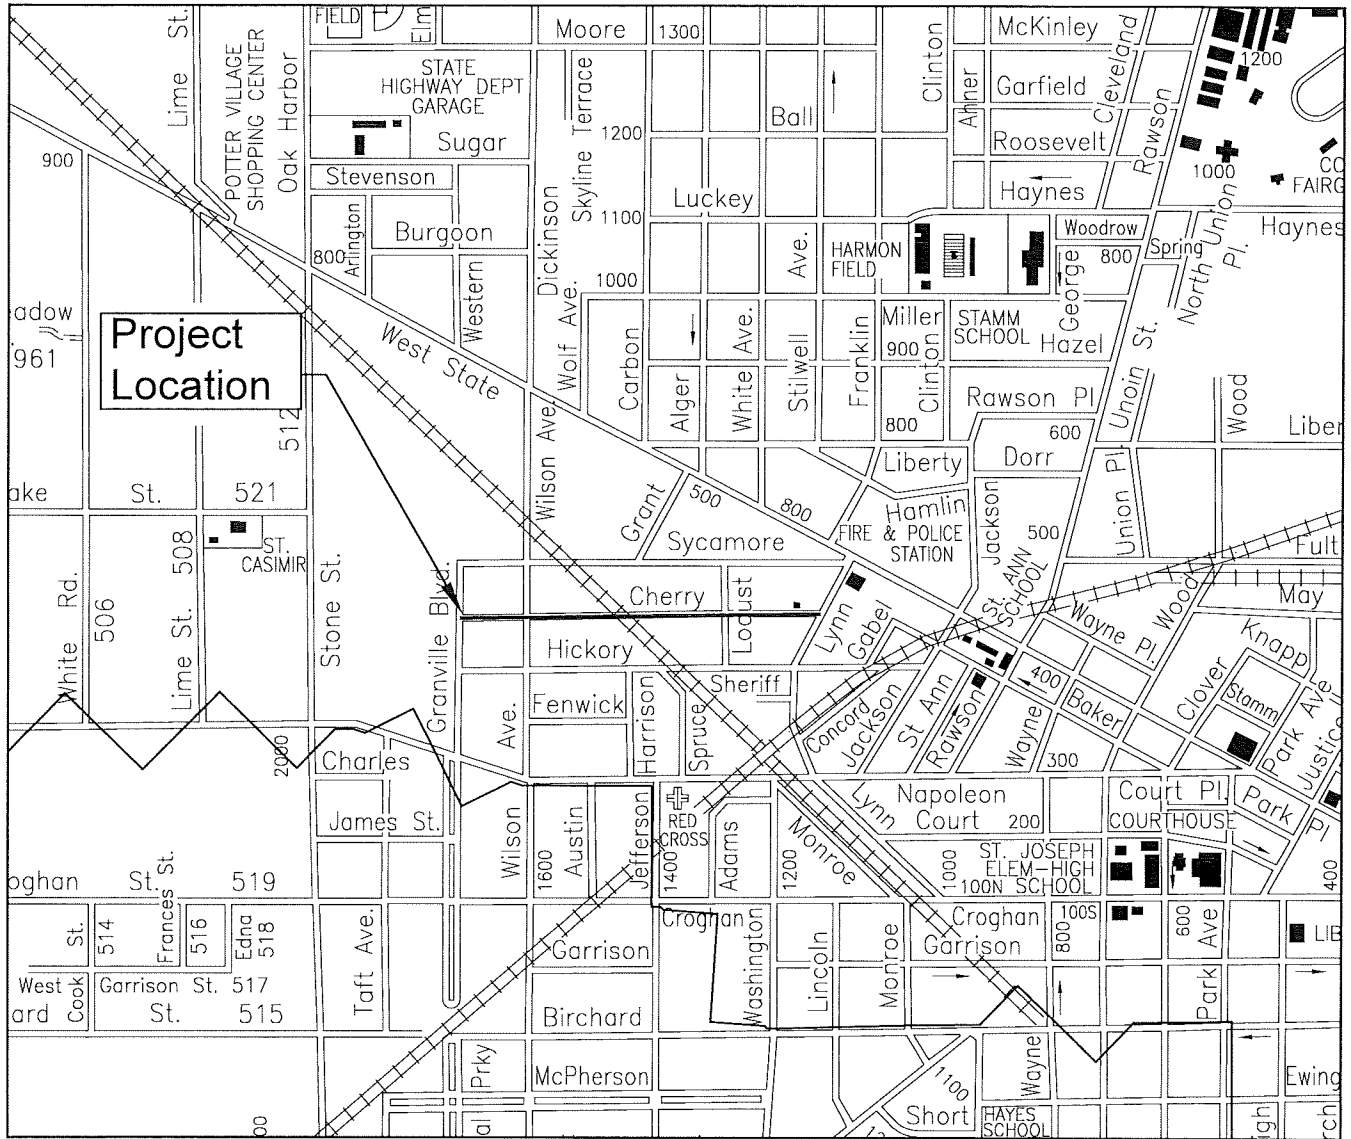 Lime St.
POTTER VILLAGE
SHOPPING CENTER
Oak Harbor
FIELD
Elm
Moore
1300
Clinton
McKinley
Cleveland
1200
STATE
HIGHWAY DEPT
GARAGE
Skyline Terrace
Ball
Ahner
Garfield
Rawson
Sugar
1200
Roosevelt
900
Stevenson
1000
CO
FAIRG
Haynes
Luckey
1100
Arlington
Burgoon
Dickinson
Woodrow
Haynes
800
Western
Ave.
HARMON
FIELD
800
Spring
North Union
Pl.
1000
George
adow
961
Project
Location
West State
Wolf Ave.
Carbon
Alger
White Ave.
Stilwell
Franklin
Miller
900
Clinton
STAMM
SCHOOL
Hazel
Unoin St.
512
Rawson Pl
Wood
800
600
Liber
Liberty
Dorr
ake
St.
521
Wilson Ave.
Grant
500
800
Hamlin
Jackson
Union Pl.
Sycamore
FIRE & POLICE
STATION
500
508
ST.
CASIMIR
St. ANN
SCHOOL
Fult
White Rd.
506
Lime St.
Stone St.
Granville Blvd.
Cherry
Locust
Lynn
Gabel
Wayne Pl.
Wood
May
Hickory
Knapp
Sheriff
400
Clover
Stamm
Fenwick
Harrison
Spruce
Concord
Jackson
St Ann
Rawson
Wayne
Baker
Park Ave
Justice
Ave.
2000
Charles
300
James St.
Wilson
1600
Austin
Jefferson
RED
CROSS
1400
Adams
1200
Monroe
Lynn
Napoleon
Court
200
Court Pl.
COURTHOUSE
Park
Pl
ST. JOSEPH
ELEM-HIGH
100N SCHOOL
1000
400
oghan
St.
519
St.
514
Frances St.
516
Edna
518
Taft Ave.
Croghan
Croghan
Garrison
100S
800
600
Park Ave
LIB
Garrison
Washington
Lincoln
Monroe
West
ard
Cook
Garrison St. 517
St.
515
Birchard
al Prky
McPherson
Wayne
Ewing
1100
Short
HAYES
SCHOOL
igh
rch
00
12